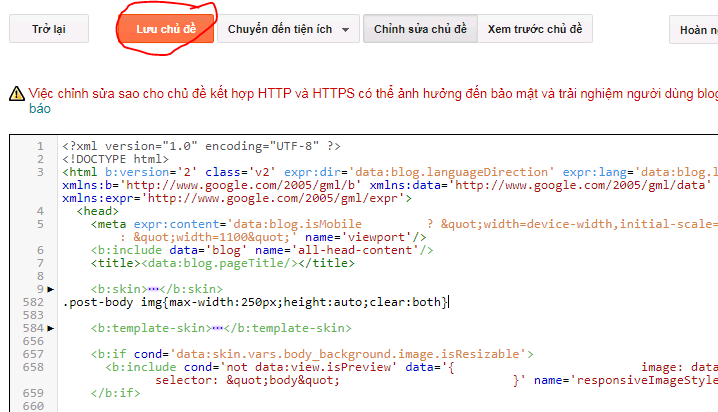 Trở lại
Lưu chủ đề
Chuyển đến tiện ích
Chỉnh sửa chủ đề
Xem trước chủ đề
Hoàn ng
Việc chỉnh sửa sao cho chủ đề kết hợp HTTP và HTTPS có thể ảnh hưởng đến bảo mật và trải nghiệm người dùng blog
báo
1 <?xml version="1.0" encoding="UTF-8" ?>
2 <!DOCTYPE html>
3 <html b:version='2' class='v2' expr:dir='data:blog.languageDirection' expr:lang='data:blog.l
xmlns:b='http://www.google.com/2005/gml/b' xmlns:data='http://www.google.com/2005/gml/data'
xmlns:expr='http://www.google.com/2005/gml/expr'>
4 <head>
5 <meta expr:content='data:blog.isMobile ? &quot;width=device-width,initial-scale=
: &quot;width=1100&quot;' name='viewport'/>
6 <b:include data='blog' name='all-head-content'/>
7 <title><data:blog.pageTitle/></title>
8
9 <b:skin>↔</b:skin>
582 .post-body img{max-width:250px;height:auto;clear:both}
583
584 <b:template-skin>↔</b:template-skin>
656
657 <b:if cond='data:skin.vars.body_background.image.isResizable'>
658 <b:include cond='not data:view.isPreview' data='{ image: data
selector: &quot;body&quot; }' name='responsiveImageStyle
659 </b:if>
660